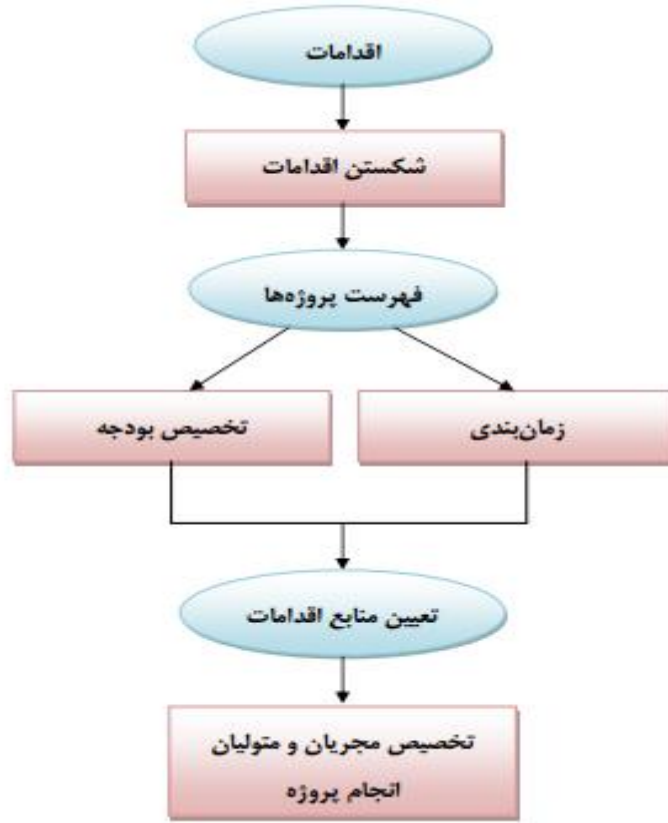 اقدامات
شکستن اقدامات
فهرست پروژه‌ها
زمان‌بندی
تخصیص بودجه
تعیین منابع اقدامات
تخصیص مجریان و متولیان
انجام پروژه